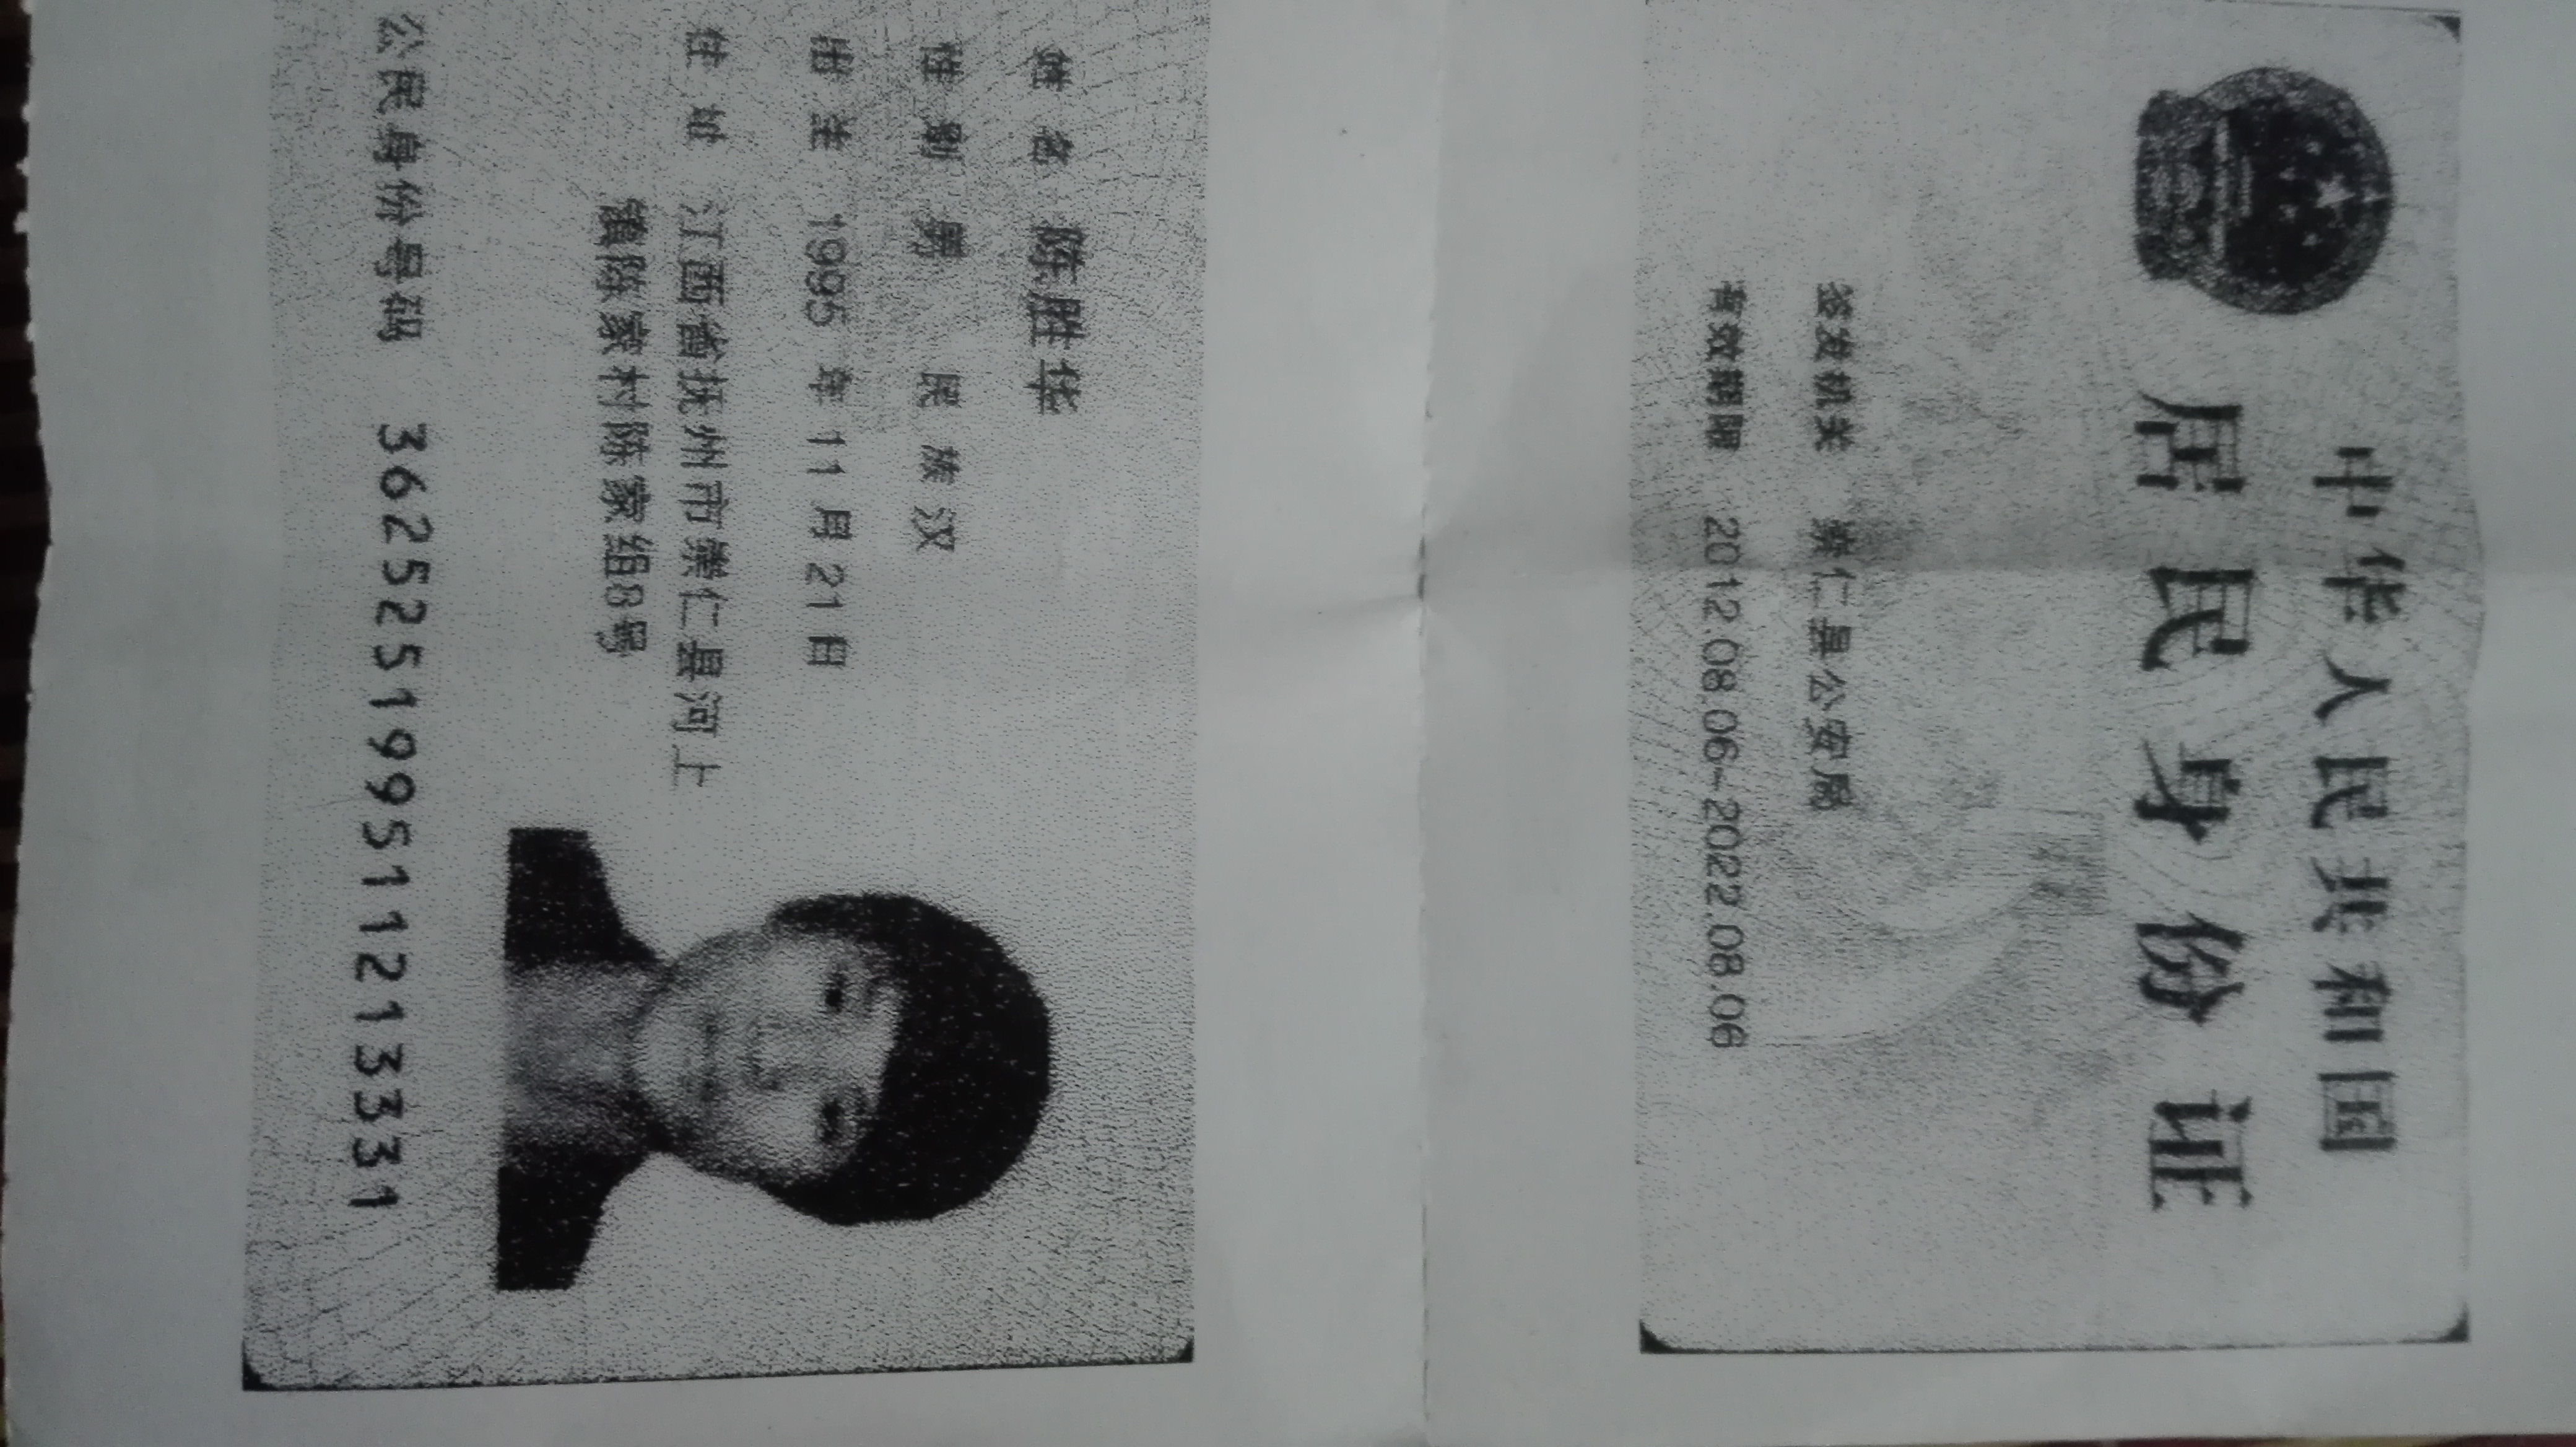 姓名 陈胜华
性别 男 民族 汉
出生 1995 年 11 月 21 日
住址 江西省抚州市崇仁县河上
镇陈家村陈家组8号
公民身份号码 362525199511213331
中华人民共和国
居民身份证
签发机关 崇仁县公安局
有效期限 2012.08.06-2022.08.06